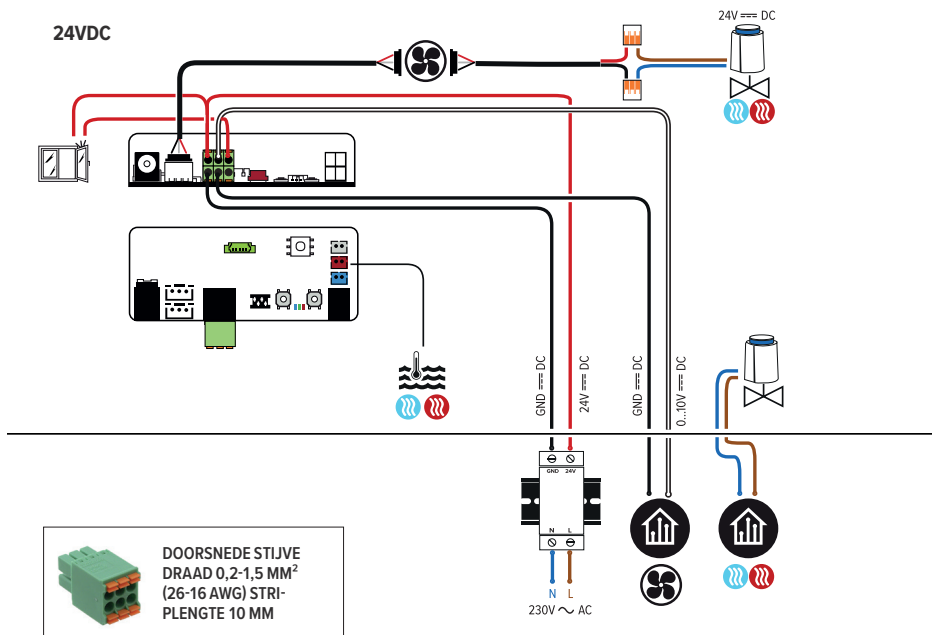 24VDC
24V ⎓ DC
GND ⎓ DC
24V ⎓ DC
GND ⎓ DC
0...10V ⎓ DC
GND 24V
N L
N L
230V ∼ AC
DOORSNEDE STIJVE
DRAAD 0,2-1,5 MM²
(26-16 AWG) STRI-
PLENGTE 10 MM